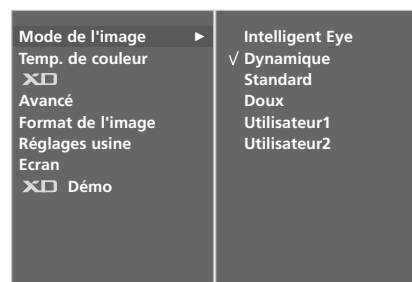 Mode de l'image ►
Temp. de couleur
XD
Avancé
Format de l'image
Réglages usine
Ecran
XD Démo
Intelligent Eye
√ Dynamique
Standard
Doux
Utilisateur1
Utilisateur2